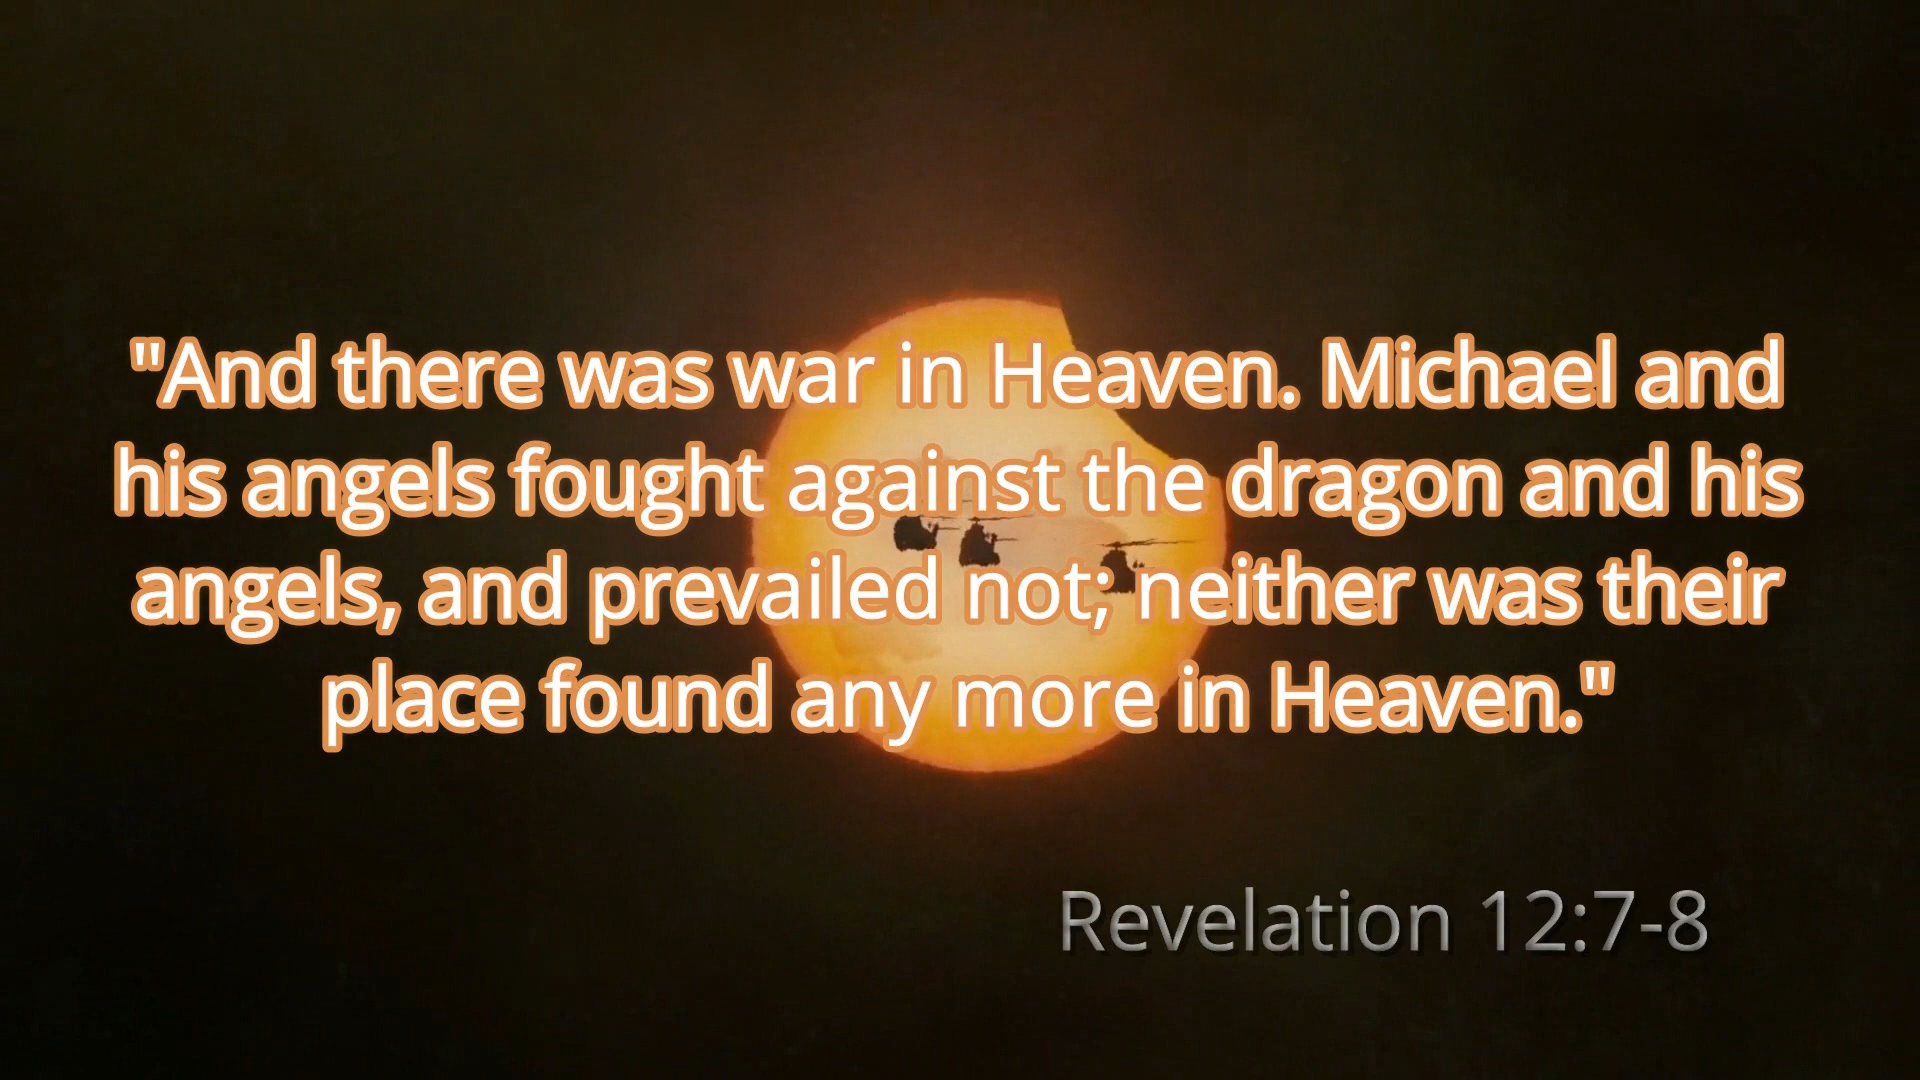 "And there was war in Heaven. Michael and
his angels fought against the dragon and his
angels, and prevailed not; neither was their
place found any more in Heaven."
Revelation 12:7-8